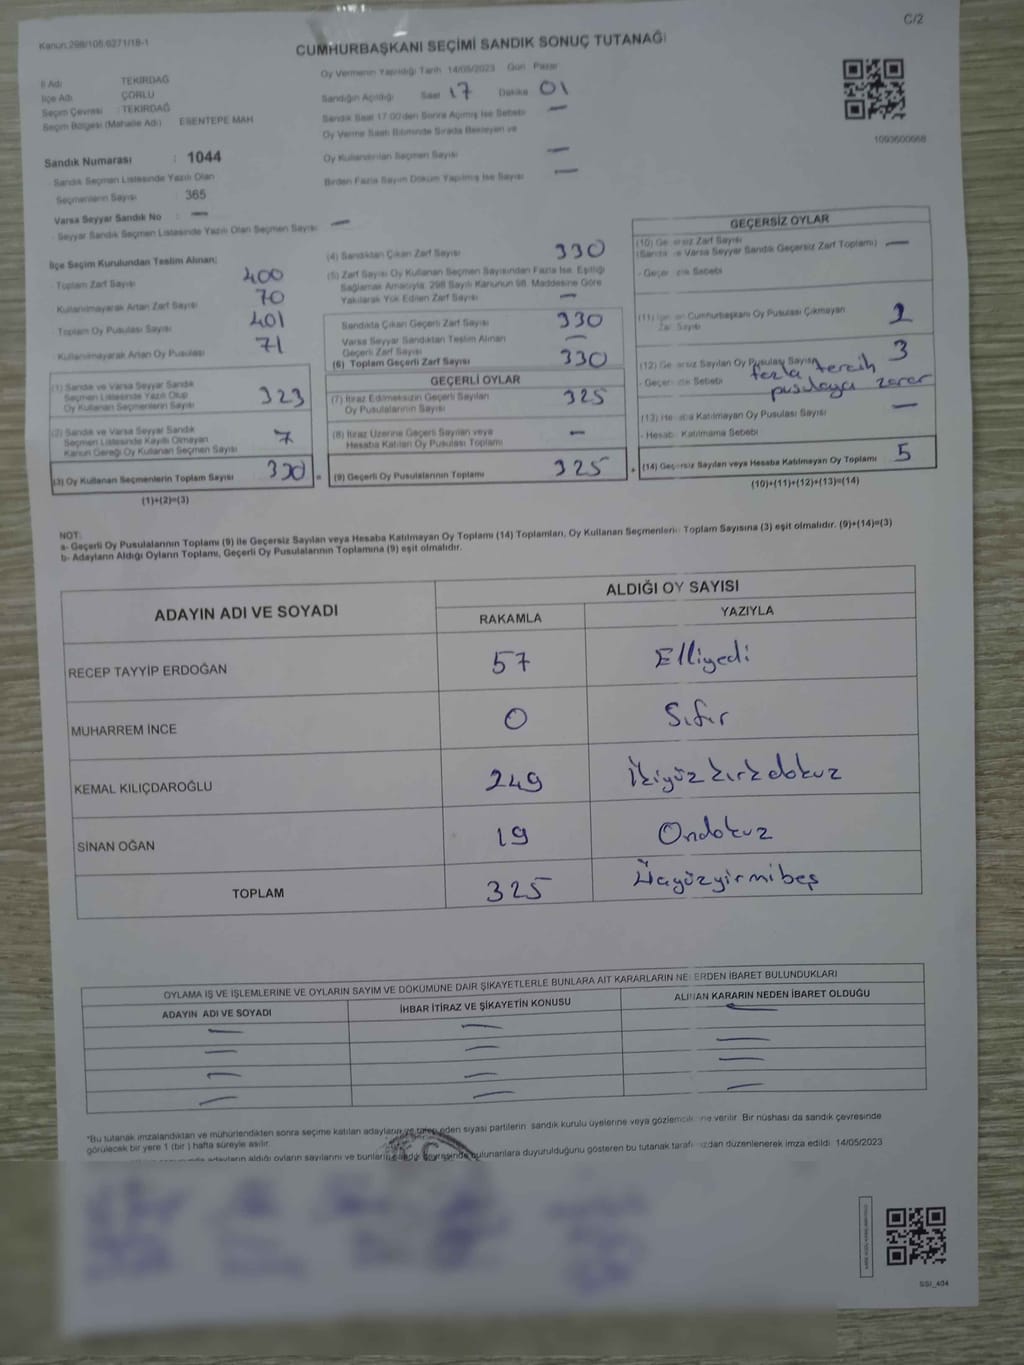 C/2
Kanun:298/105.6271/18-1
CUMHURBAŞKANI SEÇİMİ SANDIK SONUÇ TUTANAĞI
İl Adı TEKİRDAĞ
İlçe Adı ÇORLU
Seçim Çevresi : TEKİRDAĞ
Seçim Bölgesi (Mahalle Adı) ESENTEPE MAH
Sandık Numarası : 1044
Sandık Seçmen Listesinde Yazılı Olan
Seçmenlerin Sayısı : 365
Varsa Seyyar Sandık No : —
- Seyyar Sandık Seçmen Listesinde Yazılı Olan Seçmen Sayısı —
Oy Vermenin Yapıldığı Tarih 14/05/2023 Gün Pazar
Sandığın Açıldığı Saat 17 Dakika 01
Sandık Saat 17:00'den Sonra Açılmış İse Sebebi —
Oy Verme Saati Bitiminde Sırada Bekleyen ve
Oy Kullandırılan Seçmen Sayısı —
Birden Fazla Sayım Döküm Yapılmış İse Sayısı —
1093600668
İlçe Seçim Kurulundan Teslim Alınan;
- Toplam Zarf Sayısı 400
Kullanılmayarak Artan Zarf Sayısı 70
- Toplam Oy Pusulası Sayısı 401
- Kullanılmayarak Artan Oy Pusulası 71
(1) Sandık ve Varsa Seyyar Sandık
Seçmen Listesinde Yazılı Olup
Oy Kullanan Seçmenlerin Sayısı 323
(2) Sandık ve Varsa Seyyar Sandık
Seçmen Listesinde Kayıtlı Olmayan
Kanun Gereği Oy Kullanan Seçmen Sayısı 7
(3) Oy Kullanan Seçmenlerin Toplam Sayısı 330 =
(1)+(2)=(3)
(4) Sandıktan Çıkan Zarf Sayısı 330
(5) Zarf Sayısı Oy Kullanan Seçmen Sayısından Fazla İse, Eşitliği
Sağlamak Amacıyla, 298 Sayılı Kanunun 98. Maddesine Göre
Yakılarak Yok Edilen Zarf Sayısı —
Sandıkta Çıkan Geçerli Zarf Sayısı 330
Varsa Seyyar Sandıktan Teslim Alınan
Geçerli Zarf Sayısı —
(6) Toplam Geçerli Zarf Sayısı 330
GEÇERLİ OYLAR
(7) İtiraz Edilmeksizin Geçerli Sayılan
Oy Pusulalarının Sayısı 325
(8) İtiraz Üzerine Geçerli Sayılan veya
Hesaba Katılan Oy Pusulası Toplamı —
(9) Geçerli Oy Pusulalarının Toplamı 325 +
GEÇERSİZ OYLAR
(10) Ge ersiz Zarf Sayısı
(Sandık ve Varsa Seyyar Sandık Geçersiz Zarf Toplamı) —
- Geçer lik Sebebi
Cumhurbaşkanı Oy Pusulası Çıkmayan
Zarf Sayısı 2
(12) Ge ersiz Sayılan Oy Pusulası Sayısı 3
- Geçer lik Sebebi fazla tercih
pusulaya zarar
(13) He aba Katılmayan Oy Pusulası Sayısı —
- Hesaba Katılmama Sebebi
(14) Geçersiz Sayılan veya Hesaba Katılmayan Oy Toplamı 5
(10)+(11)+(12)+(13)=(14)
NOT:
a- Geçerli Oy Pusulalarının Toplamı (9) ile Geçersiz Sayılan veya Hesaba Katılmayan Oy Toplamı (14) Toplamları, Oy Kullanan Seçmenlerin Toplam Sayısına (3) eşit olmalıdır. (9)+(14)=(3)
b- Adayların Aldığı Oyların Toplamı, Geçerli Oy Pusulalarının Toplamına (9) eşit olmalıdır.
ADAYIN ADI VE SOYADI ALDIĞI OY SAYISI
RAKAMLA YAZIYLA
RECEP TAYYİP ERDOĞAN 57 Elliyedi
MUHARREM İNCE 0 Sıfır
KEMAL KILIÇDAROĞLU 249 İkiyüzkırkdokuz
SİNAN OĞAN 19 Ondokuz
TOPLAM 325 Üçyüzyirmibeş
OYLAMA İŞ VE İŞLEMLERİNE VE OYLARIN SAYIM VE DÖKÜMÜNE DAİR ŞİKAYETLERLE BUNLARA AİT KARARLARIN NELERDEN İBARET BULUNDUKLARI
ADAYIN ADI VE SOYADI İHBAR İTİRAZ VE ŞİKAYETİN KONUSU ALINAN KARARIN NEDEN İBARET OLDUĞU
— — —
— — —
— — —
— — —
*Bu tutanak imzalandıktan ve mühürlendikten sonra seçime katılan adayların ve talep eden siyasi partilerin sandık kurulu üyelerine veya gözlemcilerine verilir. Bir nüshası da sandık çevresinde
görülecek bir yere 1 (bir ) hafta süreyle asılır.
adayların aldığı oyların sayılarını ve bunların sandık çevresinde bulunanlara duyurulduğunu gösteren bu tutanak tarafımızdan düzenlenerek imza edildi. 14/05/2023
SSI_404